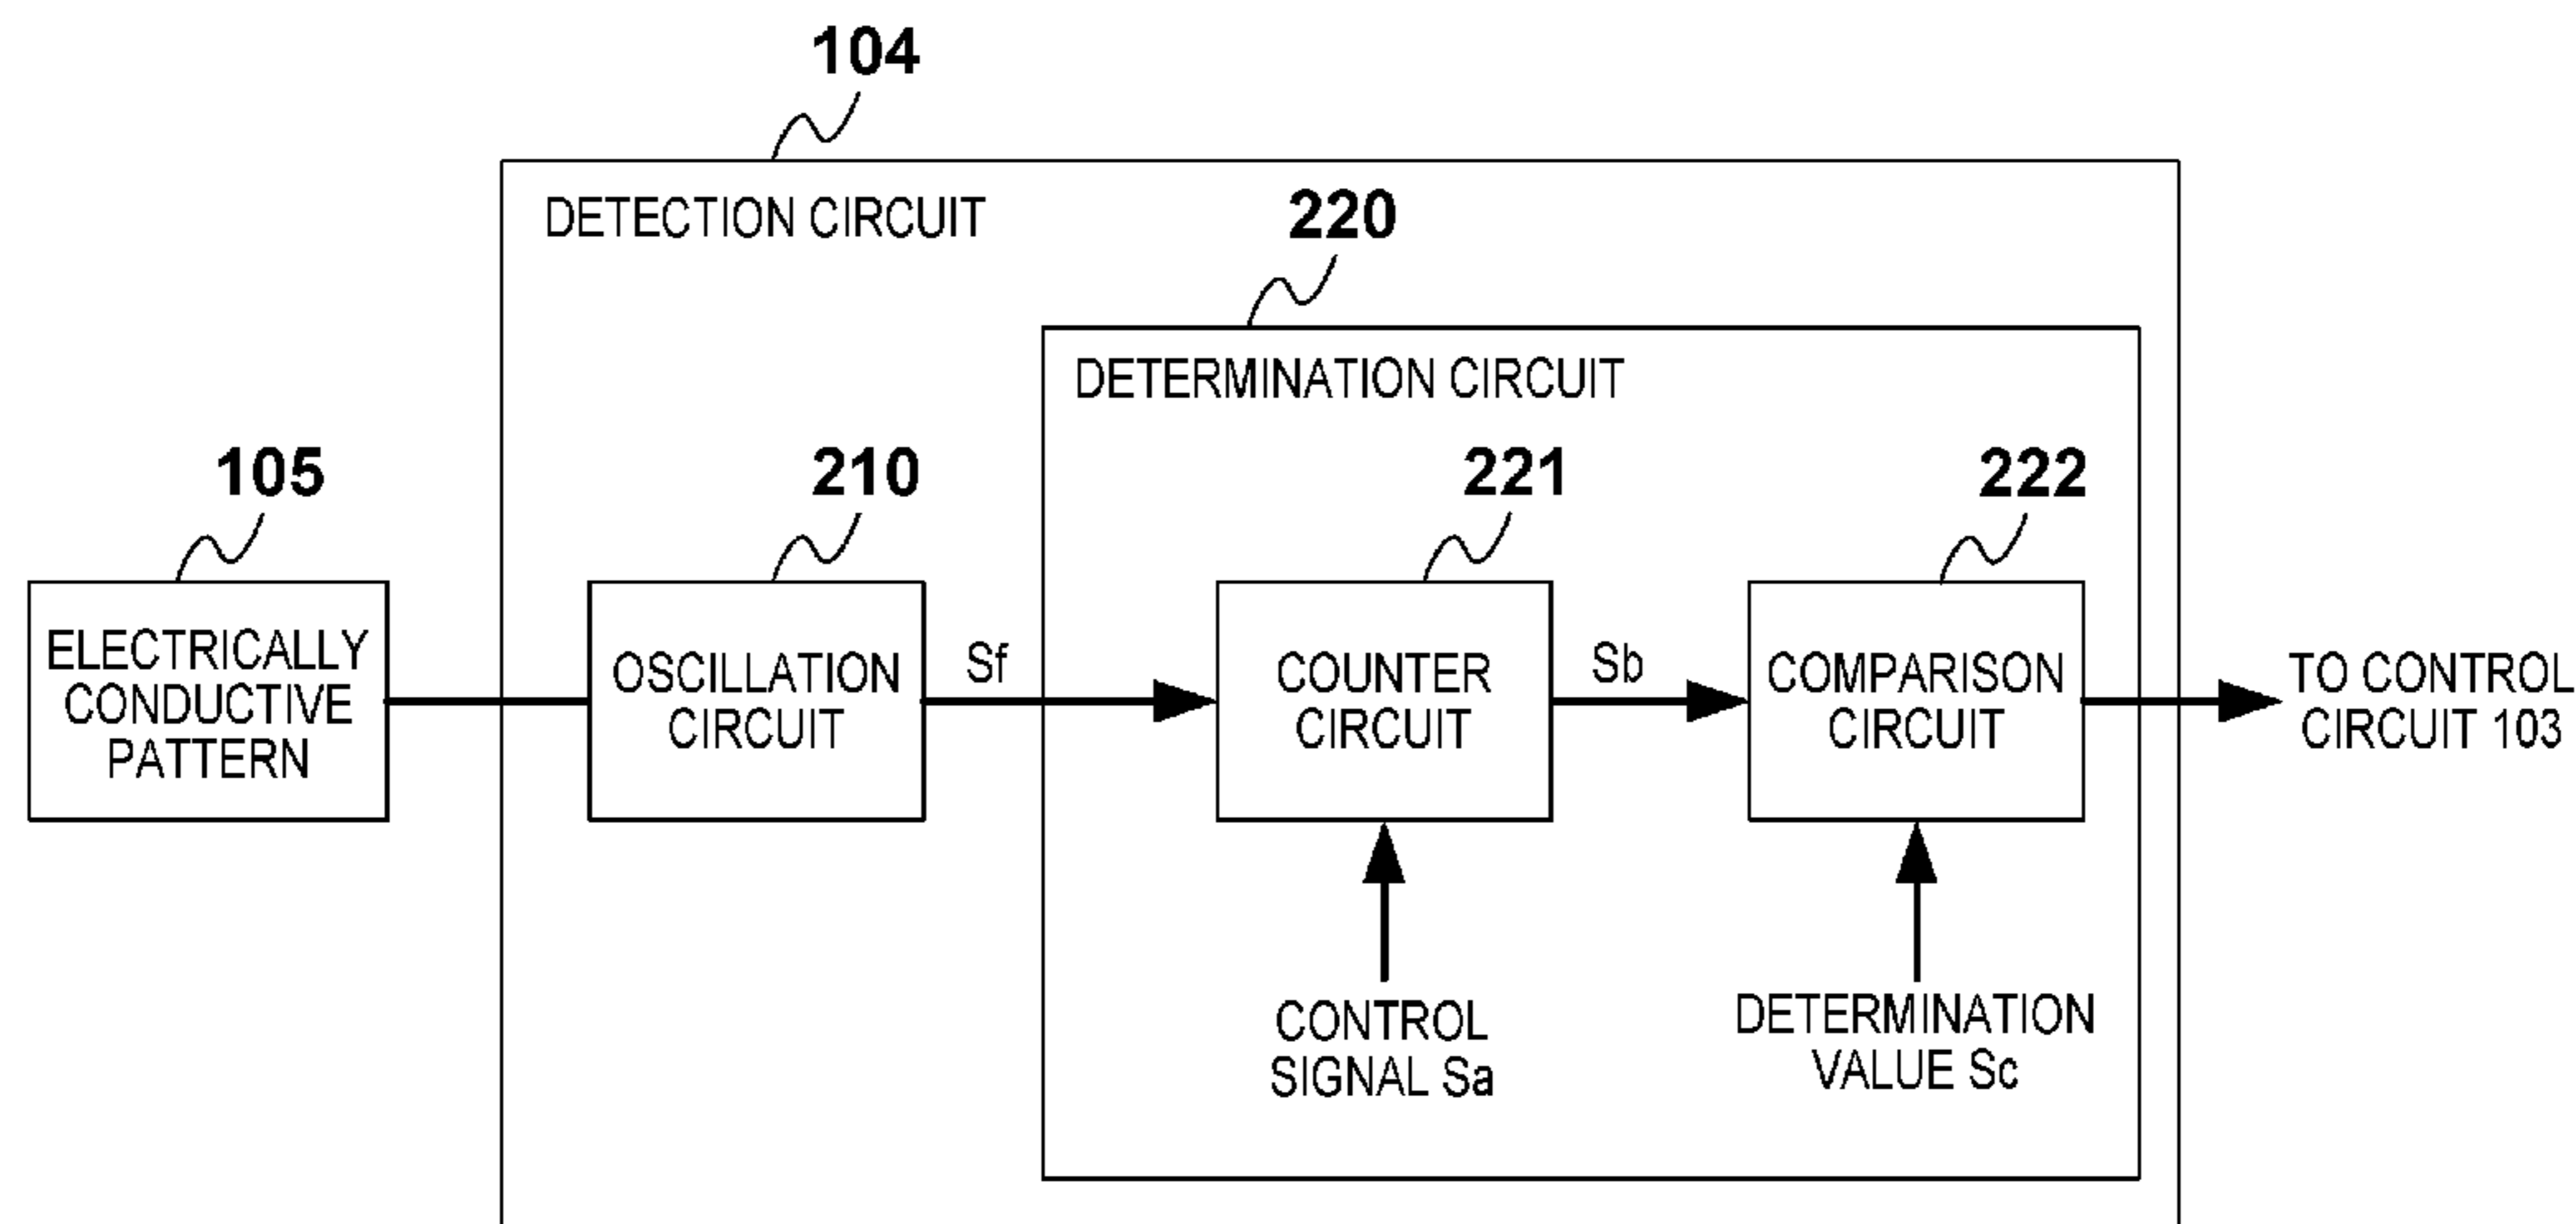 104
DETECTION CIRCUIT
220
DETERMINATION CIRCUIT
105
210
221
222
ELECTRICALLY
CONDUCTIVE
PATTERN
OSCILLATION
CIRCUIT
Sf
COUNTER
CIRCUIT
Sb
COMPARISON
CIRCUIT
TO CONTROL
CIRCUIT 103
CONTROL
SIGNAL Sa
DETERMINATION
VALUE Sc